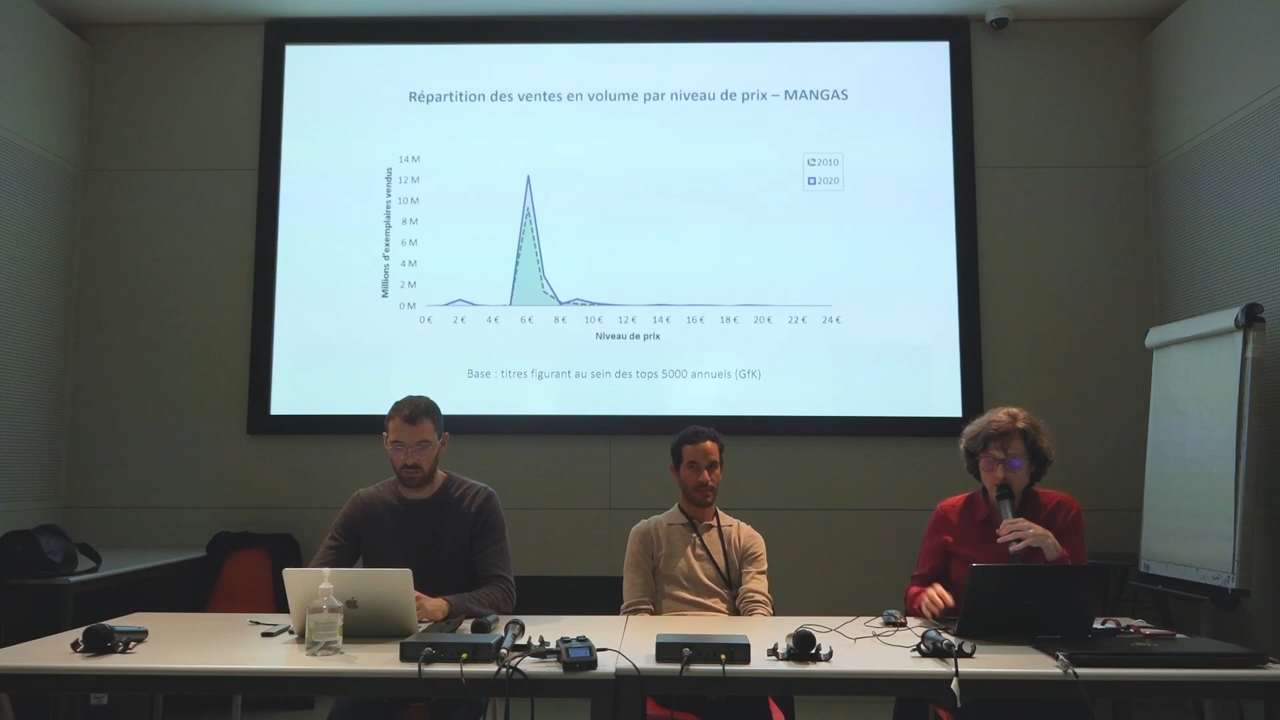 Répartition des ventes en volume par niveau de prix – MANGAS
Millions d'exemplaires vendus
14 M
12 M
10 M
8 M
6 M
4 M
2 M
0 M
2010
2020
0 € 2 € 4 € 6 € 8 € 10 € 12 € 14 € 16 € 18 € 20 € 22 € 24 €
Niveau de prix
Base : titres figurant au sein des tops 5000 annuels (GfK)